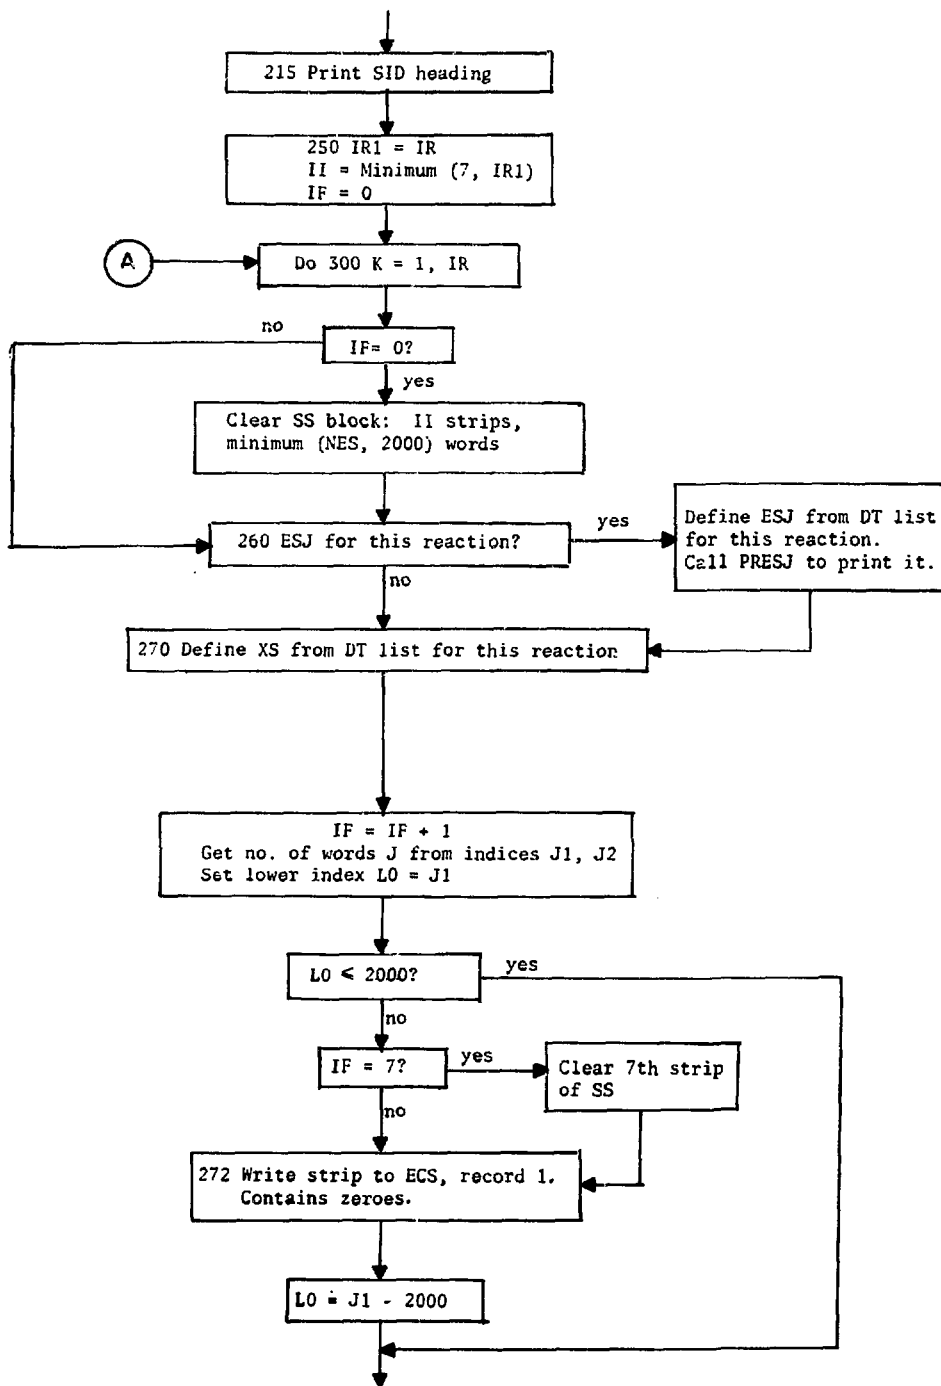 215 Print SID heading
250 IR1 = IR
II = Minimum (7, IR1)
IF = 0
A
Do 300 K = 1, IR
no
IF= 0?
yes
Clear SS block: II strips,
minimum (NES, 2000) words
260 ESJ for this reaction?
yes
Define ESJ from DT list
for this reaction.
Call PRESJ to print it.
no
270 Define XS from DT list for this reaction
IF = IF + 1
Get no. of words J from indices J1, J2
Set lower index L0 = J1
L0 ≤ 2000?
yes
no
IF = 7?
yes
Clear 7th strip
of SS
no
272 Write strip to ECS, record 1.
Contains zeroes.
L0 = J1 - 2000